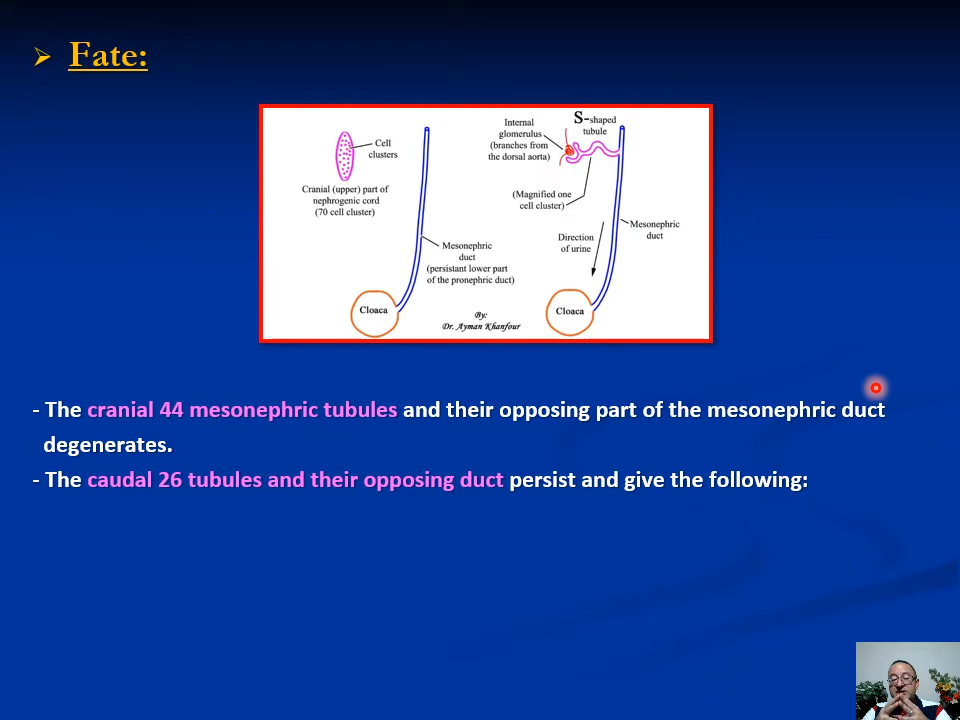 Fate:
Cell
clusters
Cranial (upper) part of
nephrogenic cord
(70 cell cluster)
Mesonephric
duct
(persistant lower part
of the pronephric duct)
Cloaca
By:
Dr. Ayman Khanfour
Internal
glomerulus
(branches from
the dorsal aorta)
S-shaped
tubule
(Magnified one
cell cluster)
Direction
of urine
Mesonephric
duct
Cloaca
- The cranial 44 mesonephric tubules and their opposing part of the mesonephric duct
degenerates.
- The caudal 26 tubules and their opposing duct persist and give the following: